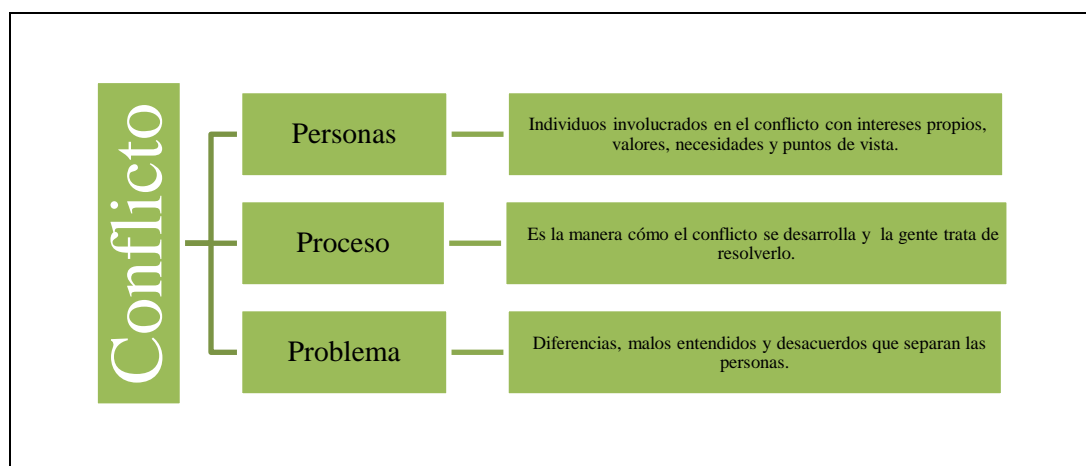 Conflicto
Personas
Individuos involucrados en el conflicto con intereses propios,
valores, necesidades y puntos de vista.
Proceso
Es la manera cómo el conflicto se desarrolla y la gente trata de
resolverlo.
Problema
Diferencias, malos entendidos y desacuerdos que separan las
personas.